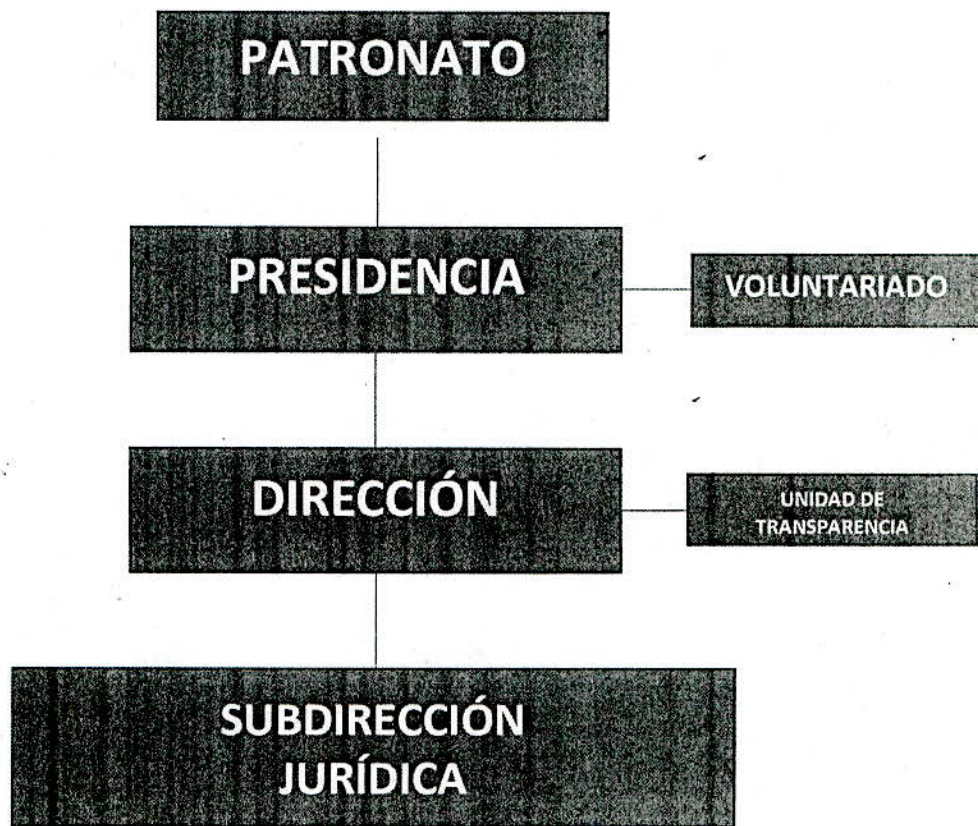 PATRONATO
PRESIDENCIA
VOLUNTARIADO
DIRECCIÓN
UNIDAD DE
TRANSPARENCIA
SUBDIRECCIÓN
JURÍDICA